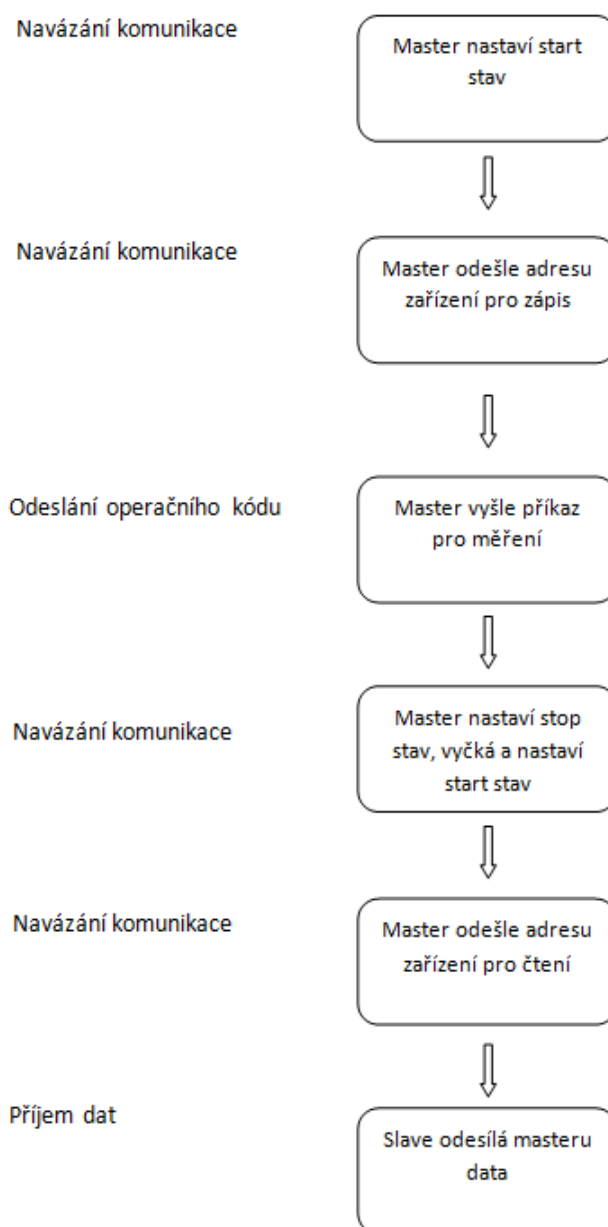 Navázání komunikace
Master nastaví start
stav
Navázání komunikace
Master odešle adresu
zařízení pro zápis
Odeslání operačního kódu
Master vyšle příkaz
pro měření
Navázání komunikace
Master nastaví stop
stav, vyčká a nastaví
start stav
Navázání komunikace
Master odešle adresu
zařízení pro čtení
Příjem dat
Slave odesílá masteru
data